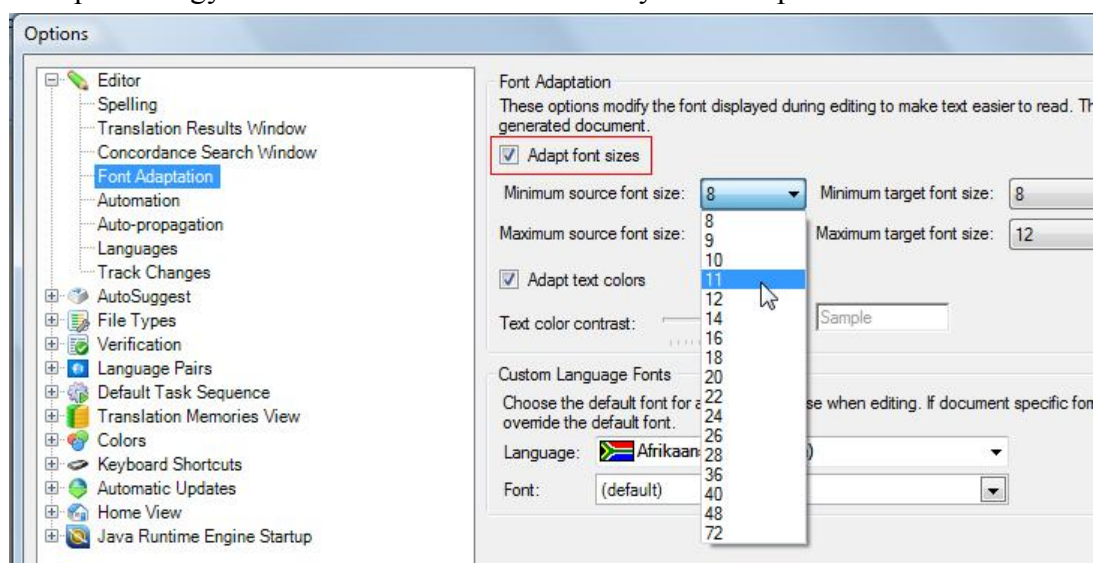 Options
Editor
Spelling
Translation Results Window
Concordance Search Window
Font Adaptation
Automation
Auto-propagation
Languages
Track Changes
AutoSuggest
File Types
Verification
Language Pairs
Default Task Sequence
Translation Memories View
Colors
Keyboard Shortcuts
Automatic Updates
Home View
Java Runtime Engine Startup
Font Adaptation
These options modify the font displayed during editing to make text easier to read. Th
generated document.
Adapt font sizes
Minimum source font size: 8 Minimum target font size: 8
Maximum source font size: Maximum target font size: 12
8
9
10
11
12
14
16
18
20
22
24
26
28
36
40
48
72
Adapt text colors
Text color contrast: Sample
Custom Language Fonts
Choose the default font for a se when editing. If document specific fon
override the default font.
Language: Afrikaan )
Font: (default)